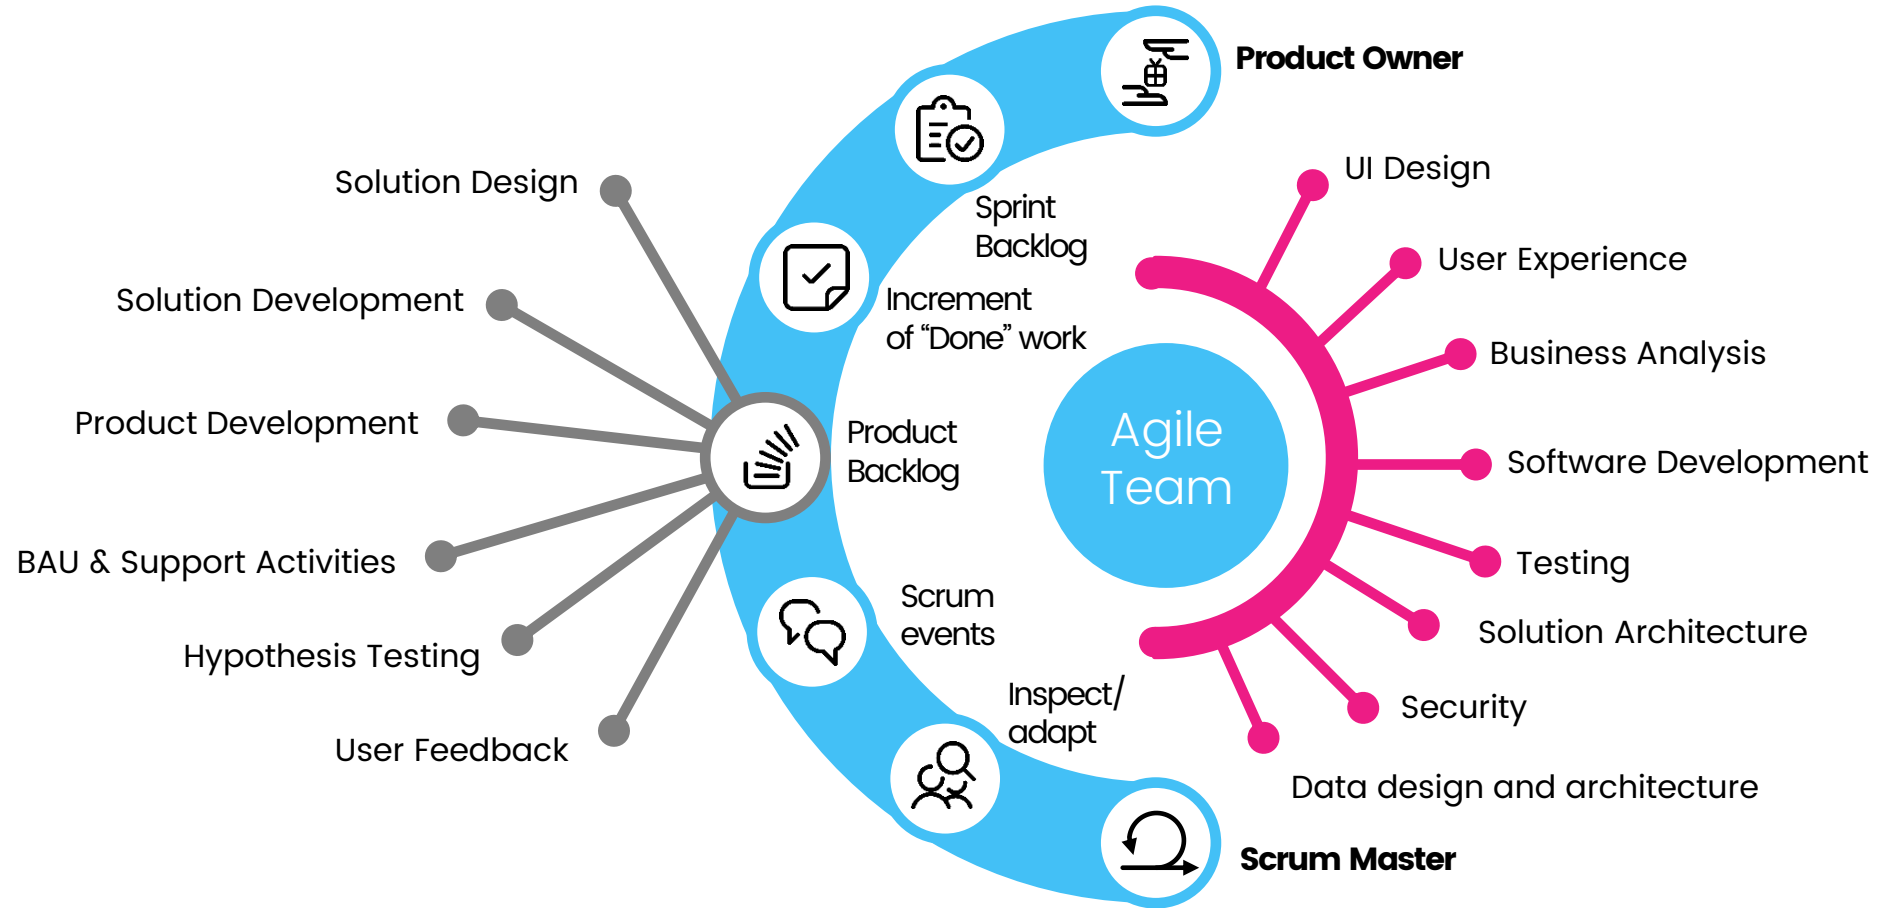 Product Owner
Solution Design
Solution Development
Product Development
BAU & Support Activities
Hypothesis Testing
User Feedback
Sprint
Backlog
Increment
of “Done” work
Product
Backlog
Scrum
events
Inspect/
adapt
Agile
Team
UI Design
User Experience
Business Analysis
Software Development
Testing
Solution Architecture
Security
Data design and architecture
Scrum Master